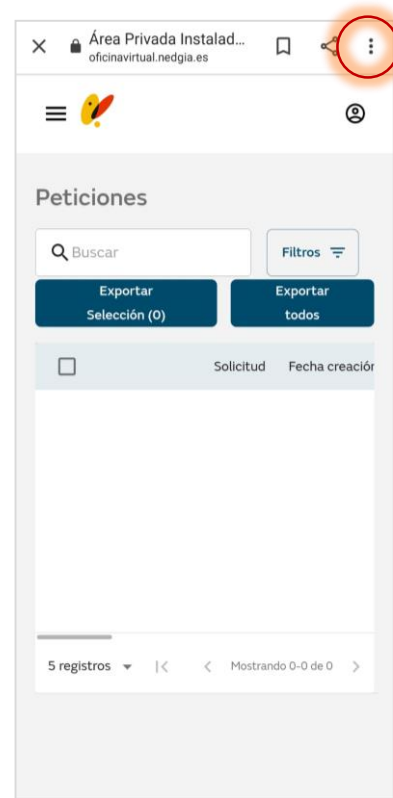 Área Privada Instalad...
oficinavirtual.nedgia.es
Peticiones
Buscar
Filtros
Exportar
Selección (0)
Exportar
todos
Solicitud Fecha creación
5 registros Mostrando 0-0 de 0